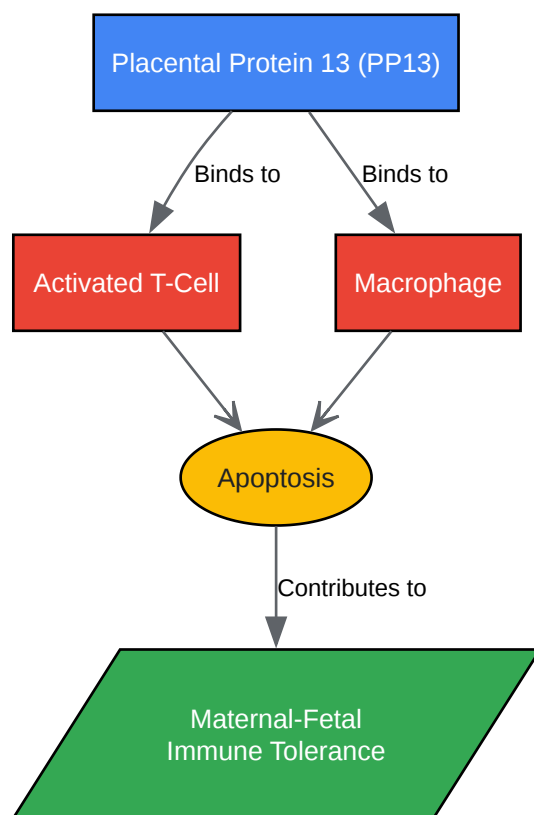 Placental Protein 13 (PP13)
Binds to
Binds to
Activated T-Cell
Macrophage
Apoptosis
Contributes to
Maternal-Fetal
Immune Tolerance